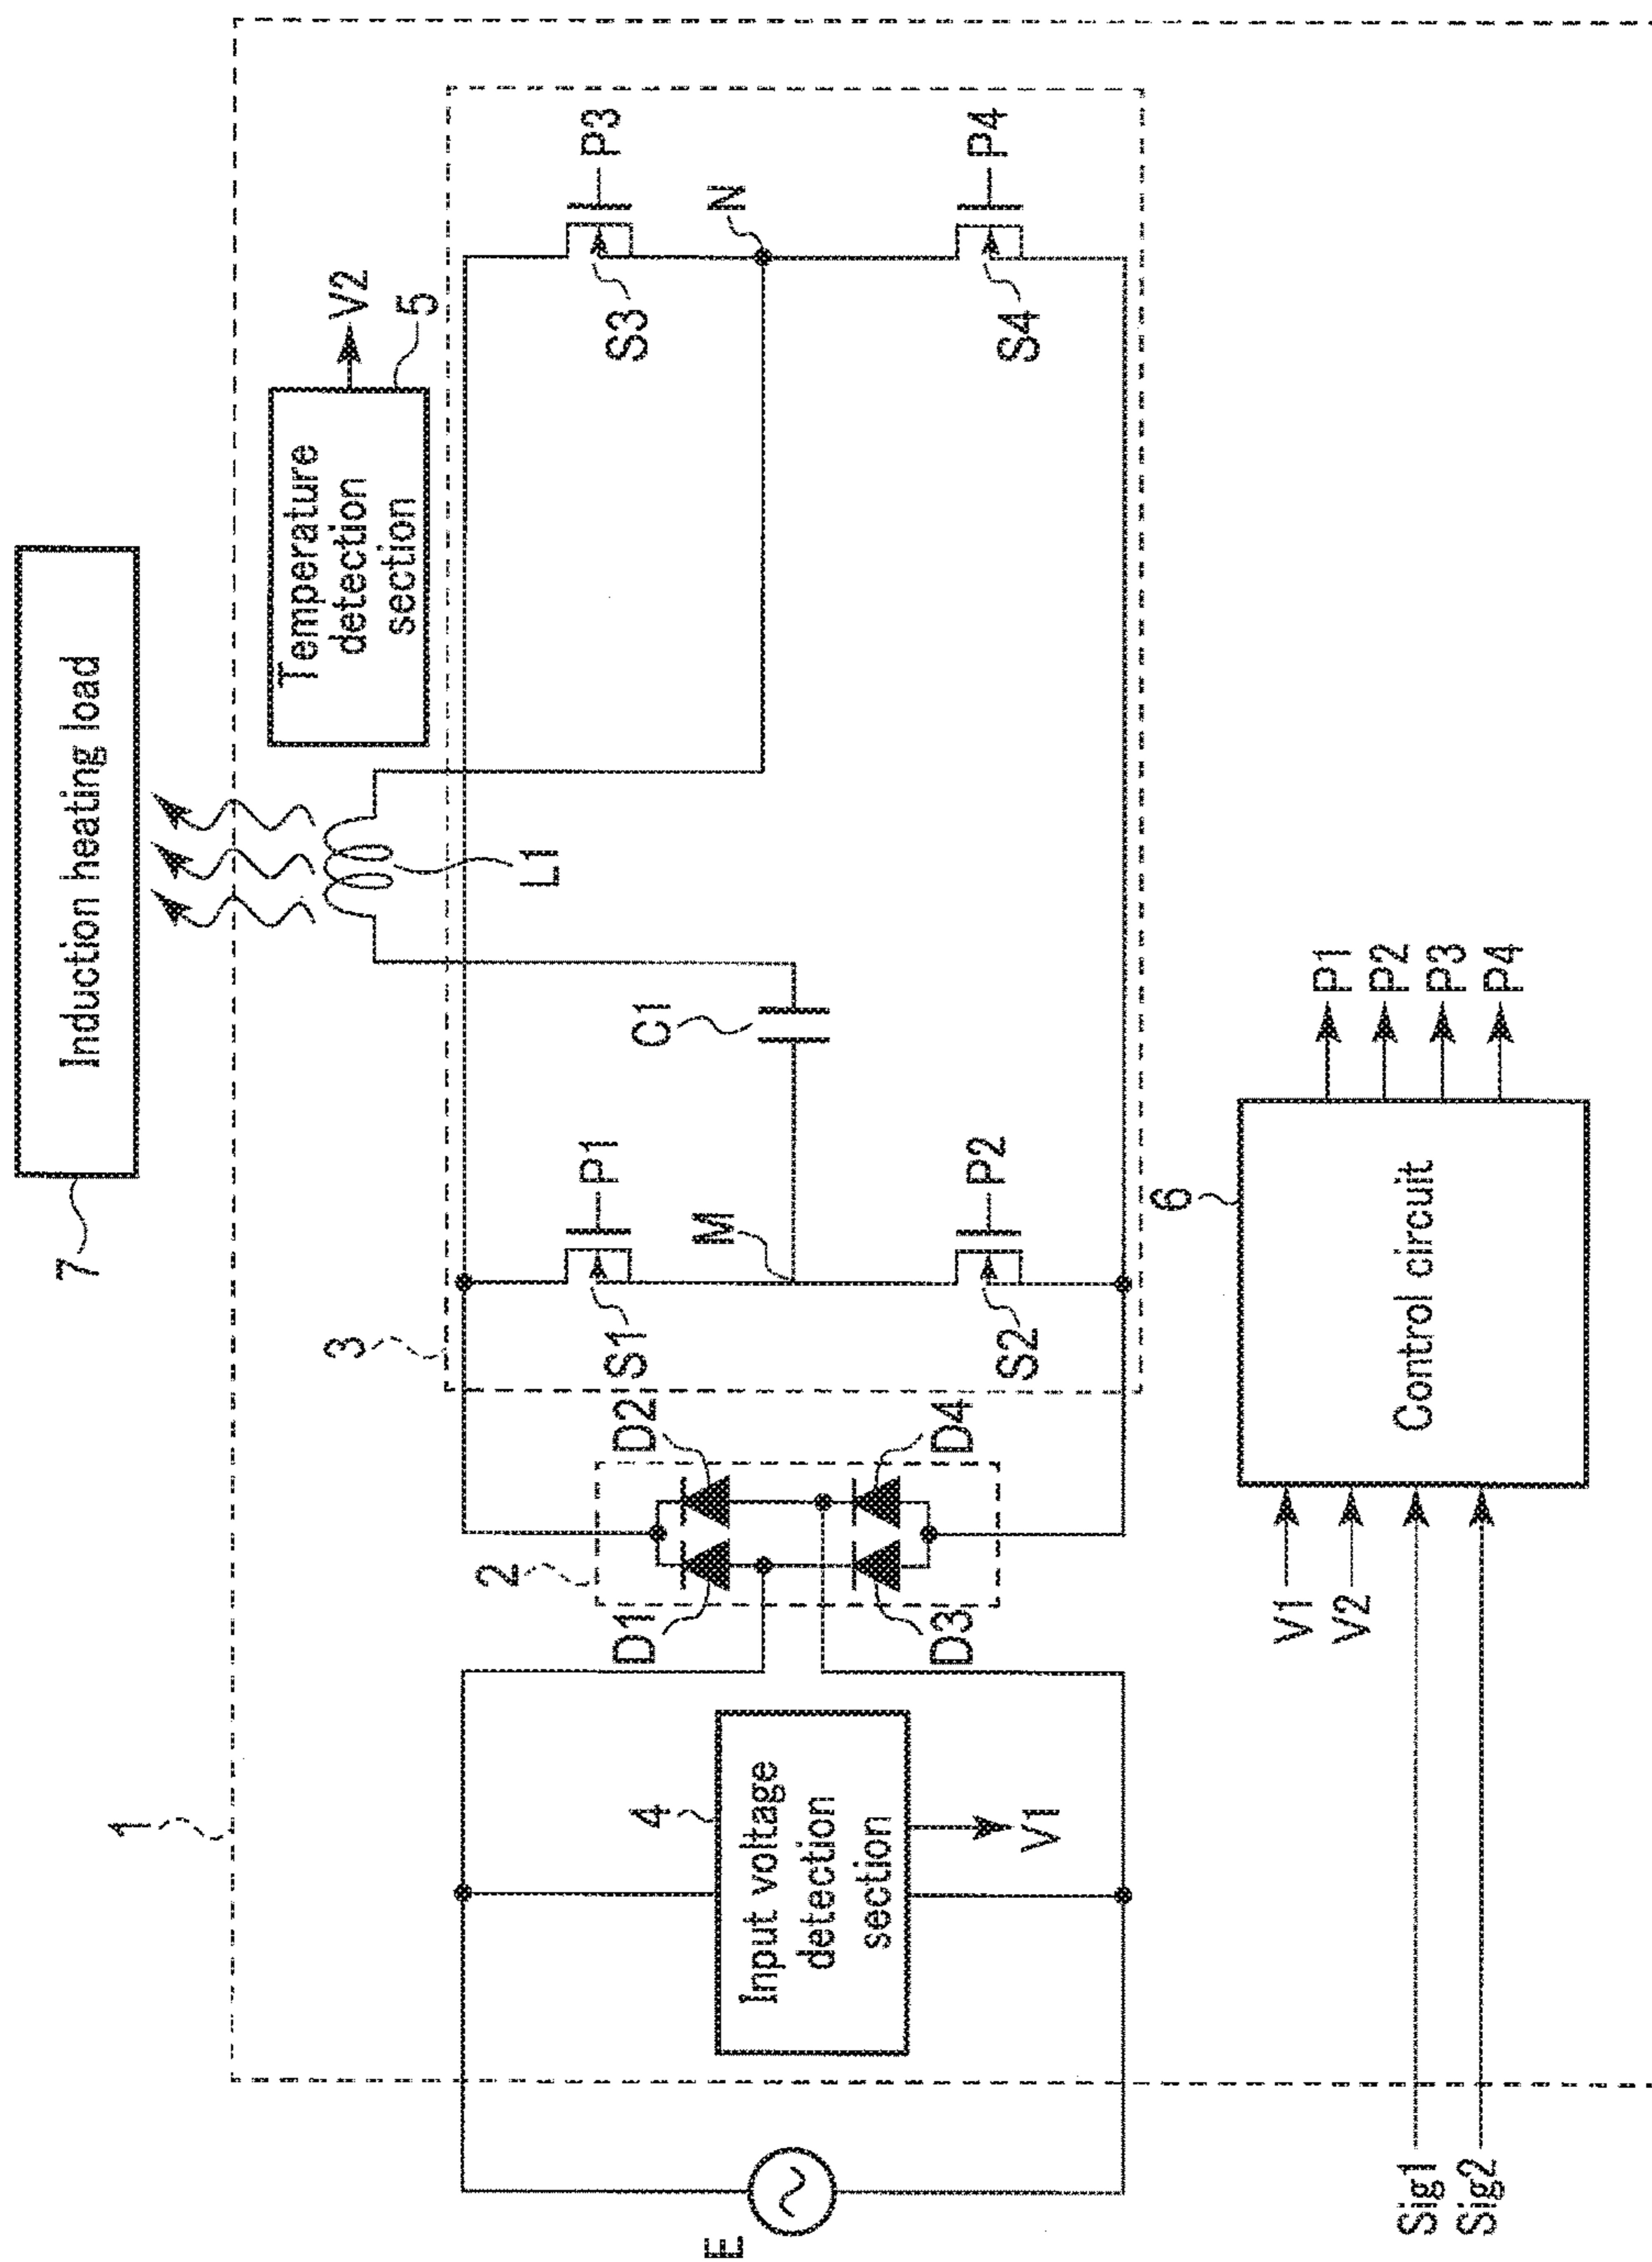 7
Induction heating load
1
Temperature
detection
section
V2
5
3
L1
2
D1
D2
D3
D4
S1
P1
C1
M
S2
P2
S3
P3
N
S4
P4
E
4
Input voltage
detection
section
V1
6
V1
V2
Sig1
Sig2
Control circuit
P1
P2
P3
P4